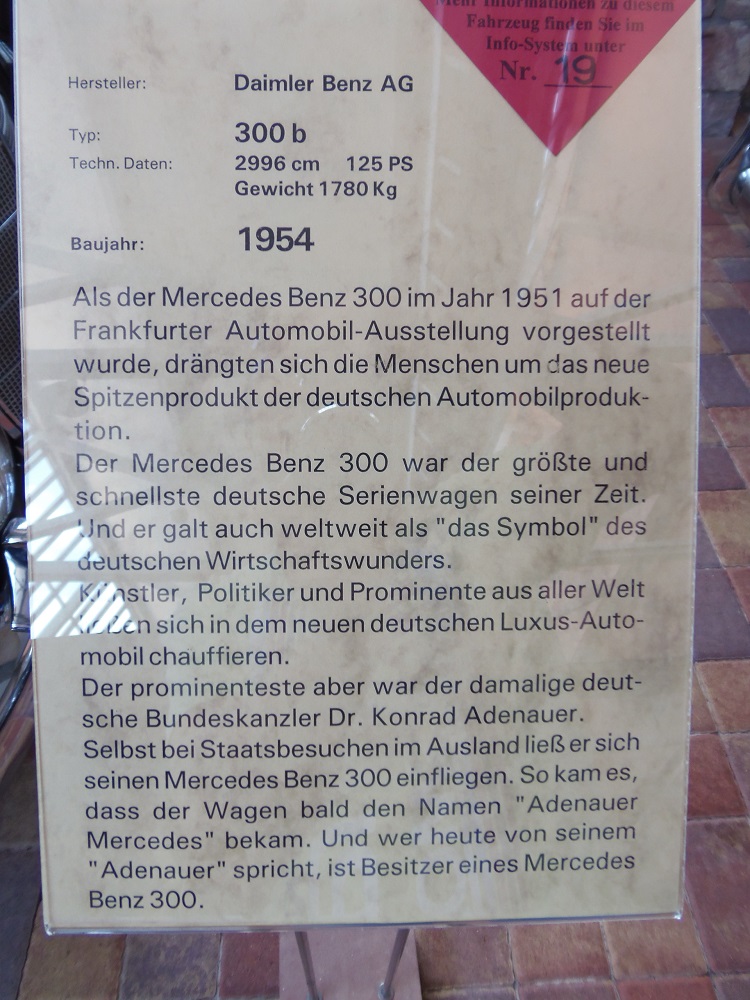 Mehr Informationen zu diesem
Fahrzeug finden Sie im
Info-System unter
Nr. 19
Hersteller: Daimler Benz AG
Typ: 300 b
Techn. Daten: 2996 cm 125 PS
Gewicht 1780 Kg
Baujahr: 1954
Als der Mercedes Benz 300 im Jahr 1951 auf der
Frankfurter Automobil-Ausstellung vorgestellt
wurde, drängten sich die Menschen um das neue
Spitzenprodukt der deutschen Automobilproduk-
tion.
Der Mercedes Benz 300 war der größte und
schnellste deutsche Serienwagen seiner Zeit.
Und er galt auch weltweit als "das Symbol" des
deutschen Wirtschaftswunders.
Künstler, Politiker und Prominente aus aller Welt
ließen sich in dem neuen deutschen Luxus-Auto-
mobil chauffieren.
Der prominenteste aber war der damalige deut-
sche Bundeskanzler Dr. Konrad Adenauer.
Selbst bei Staatsbesuchen im Ausland ließ er sich
seinen Mercedes Benz 300 einfliegen. So kam es,
dass der Wagen bald den Namen "Adenauer
Mercedes" bekam. Und wer heute von seinem
"Adenauer" spricht, ist Besitzer eines Mercedes
Benz 300.